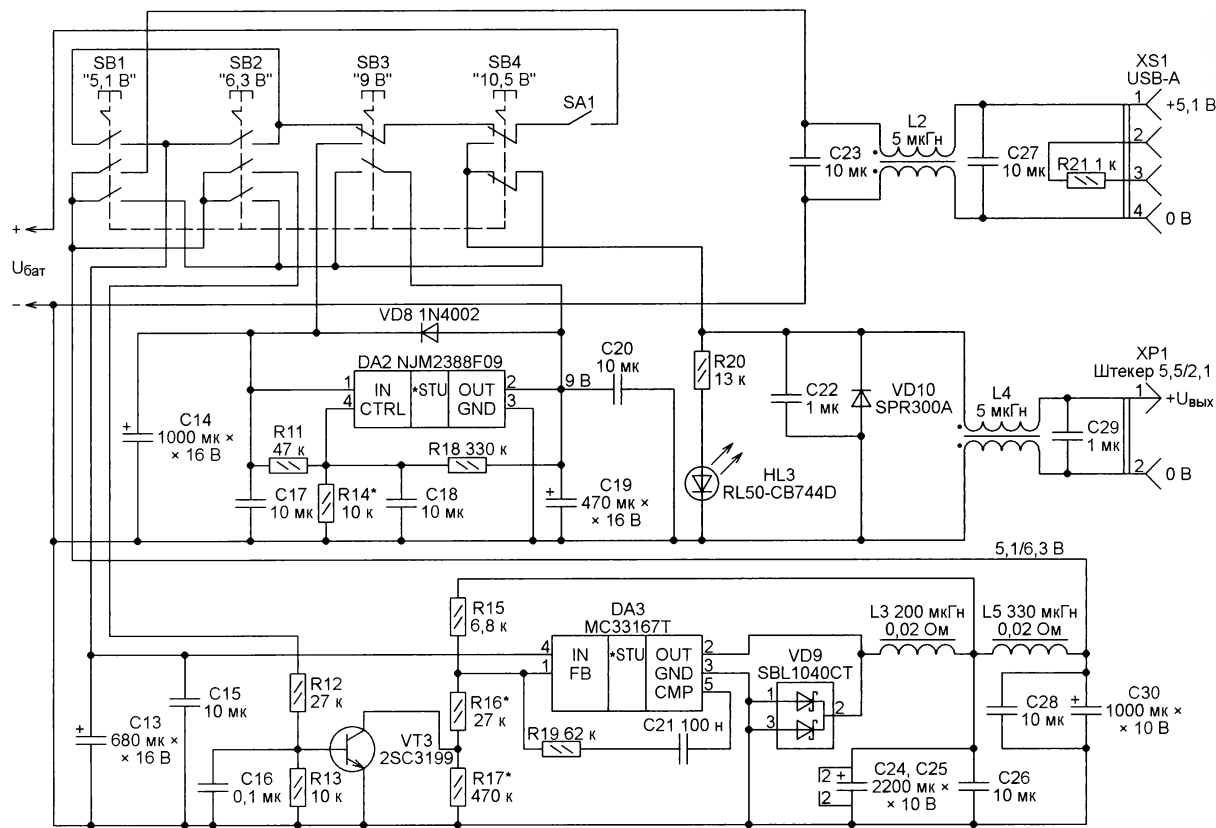 SB1
"5,1 В"
SB2
"6,3 В"
SB3
"9 В"
SB4
"10,5 В"
SA1
XS1
USB-A
1
+5,1 В
2
R21 1 к
3
4
0 В
L2
5 мкГн
C23
10 мк
C27
10 мк
+
Uбат
−
VD8 1N4002
DA2 NJM2388F09
1
IN
*STU
OUT
2
4
CTRL
GND
3
9 В
C20
10 мк
+
C14
1000 мк ×
× 16 В
R11
47 к
R18 330 к
C17
10 мк
R14*
10 к
C18
10 мк
+
C19
470 мк ×
× 16 В
R20
13 к
HL3
RL50-CB744D
C22
1 мк
VD10
SPR300A
L4
5 мкГн
C29
1 мк
XP1
Штекер 5,5/2,1
1
+Uвых
2
0 В
5,1/6,3 В
R15
6,8 к
DA3
MC33167T
4
IN
*STU
OUT
2
1
FB
GND
3
CMP
5
L3 200 мкГн
0,02 Ом
L5 330 мкГн
0,02 Ом
VD9
SBL1040CT
1
2
3
C15
10 мк
+
C13
680 мк ×
× 16 В
R12
27 к
R16*
27 к
R19 62 к
C21 100 н
VT3
2SC3199
C16
0,1 мк
R13
10 к
R17*
470 к
C28
10 мк
+
C30
1000 мк ×
× 10 В
2
+
2
C24, C25
2200 мк ×
× 10 В
C26
10 мк